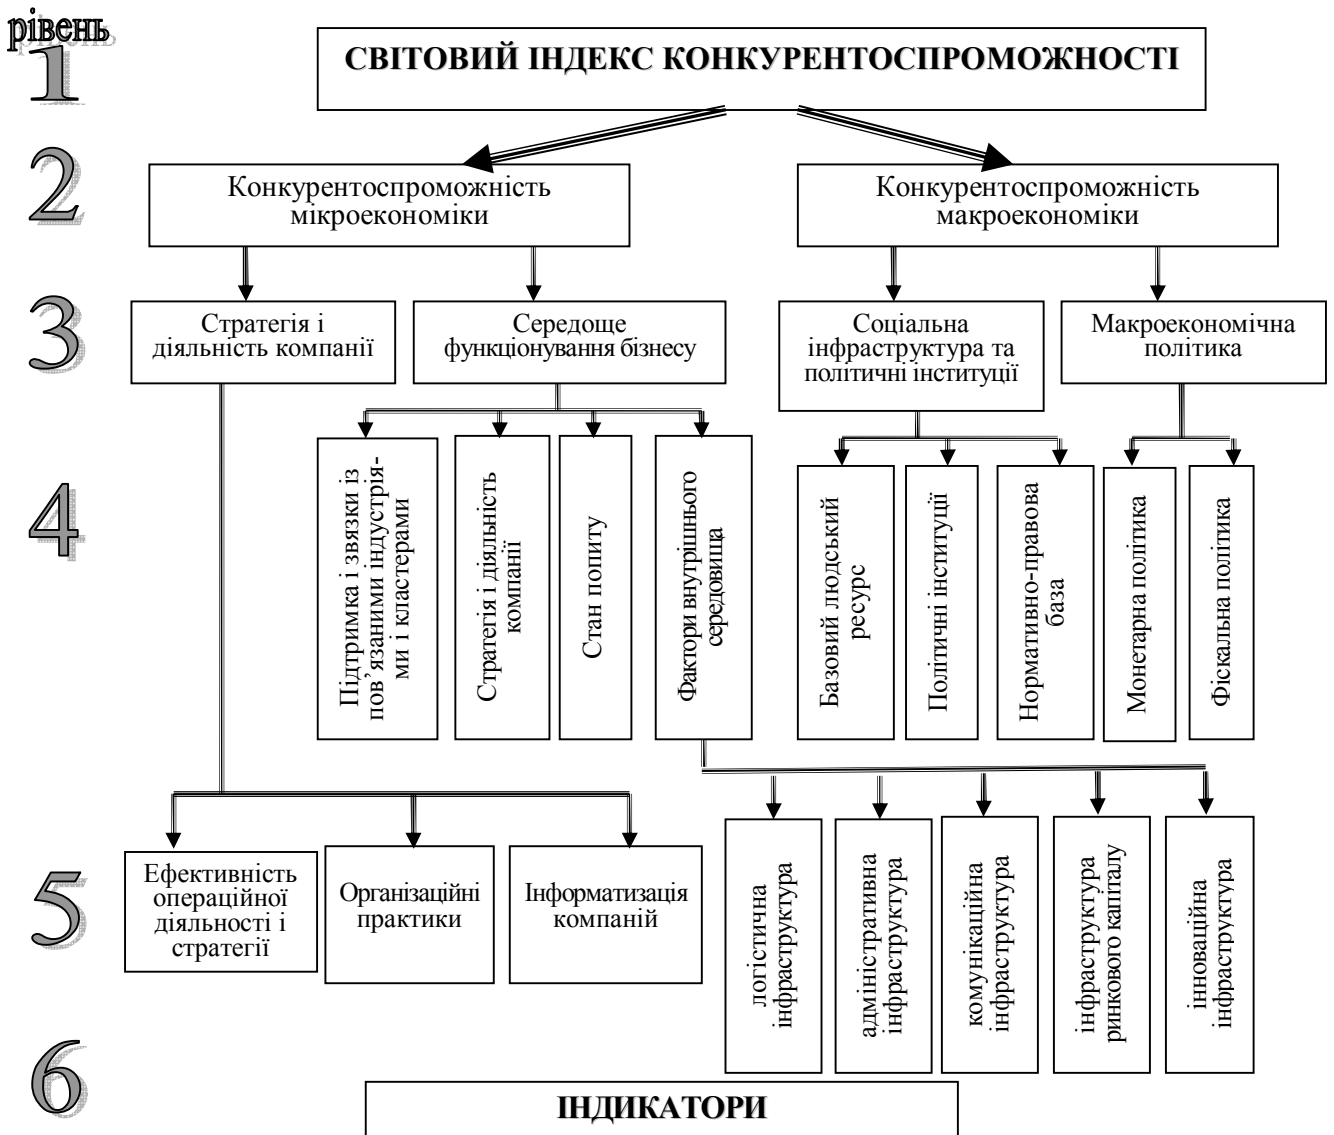 рівень
1
СВІТОВИЙ ІНДЕКС КОНКУРЕНТОСПРОМОЖНОСТІ
2
Конкурентоспроможність
мікроекономіки
Конкурентоспроможність
макроекономіки
3
Стратегія і
діяльність компанії
Середоще
функціонування бізнесу
Соціальна
інфраструктура та
політичні інституції
Макроекономічна
політика
4
Підтримка і звязки із
пов’язаними індустрія-
ми і кластерами
Стратегія і діяльність
компанії
Стан попиту
Фактори внутрішнього
середовища
Базовий людський
ресурс
Політичні інституції
Нормативно-правова
база
Монетарна політика
Фіскальна політика
5
Ефективність
операційної
діяльності і
стратегії
Організаційні
практики
Інформатизація
компаній
логістична
інфраструктура
адміністративна
інфраструктура
комунікаційна
інфраструктура
інфраструктура
ринкового капіталу
інноваційна
інфраструктура
6
ІНДИКАТОРИ